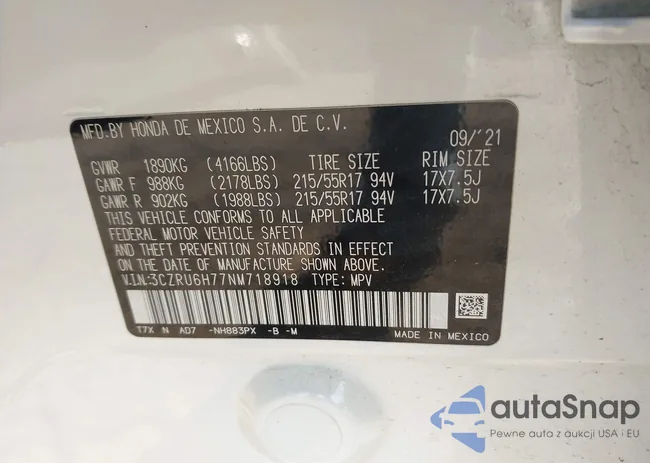 MFD.BY HONDA DE MEXICO S.A. DE C.V.
09/'21
GVWR 1890KG (4166LBS) TIRE SIZE RIM SIZE
GAWR F 988KG (2178LBS) 215/55R17 94V 17X7.5J
GAWR R 902KG (1988LBS) 215/55R17 94V 17X7.5J
THIS VEHICLE CONFORMS TO ALL APPLICABLE
FEDERAL MOTOR VEHICLE SAFETY
AND THEFT PREVENTION STANDARDS IN EFFECT
ON THE DATE OF MANUFACTURE SHOWN ABOVE.
V.I.N:3CZRU6H77NM718918 TYPE: MPV
T7X N AD7 -NH883PX -B -M
MADE IN MEXICO
autoSnap
Pewne auta z aukcji USA i EU